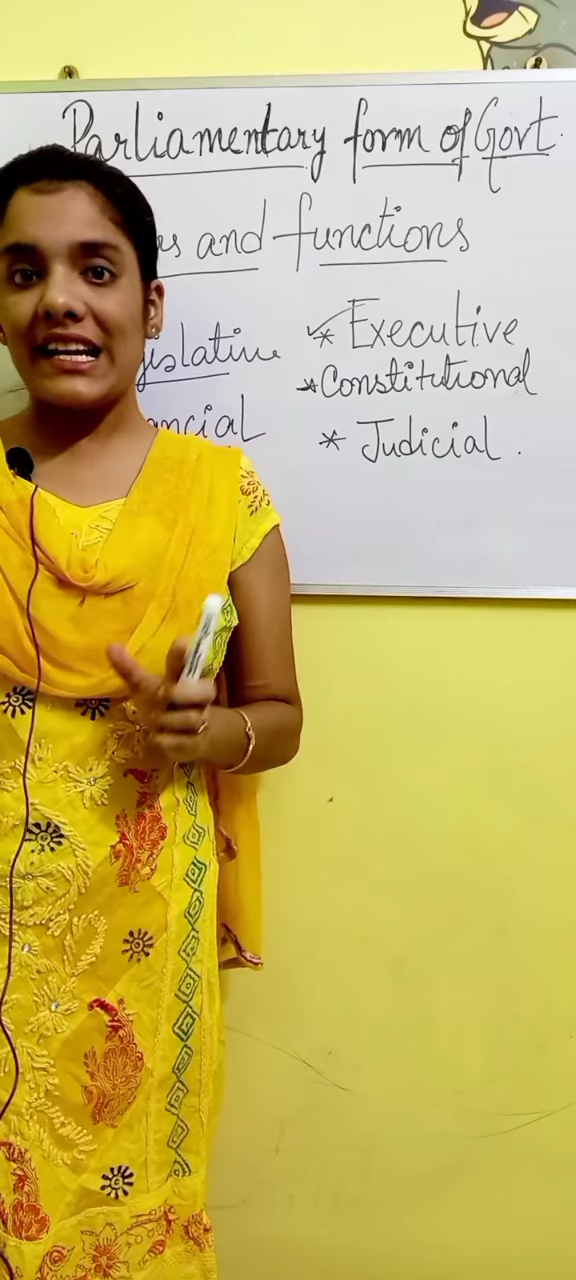 Parliamentary form of Govt.
and functions
* Executive
* Constitutional
* Judicial.